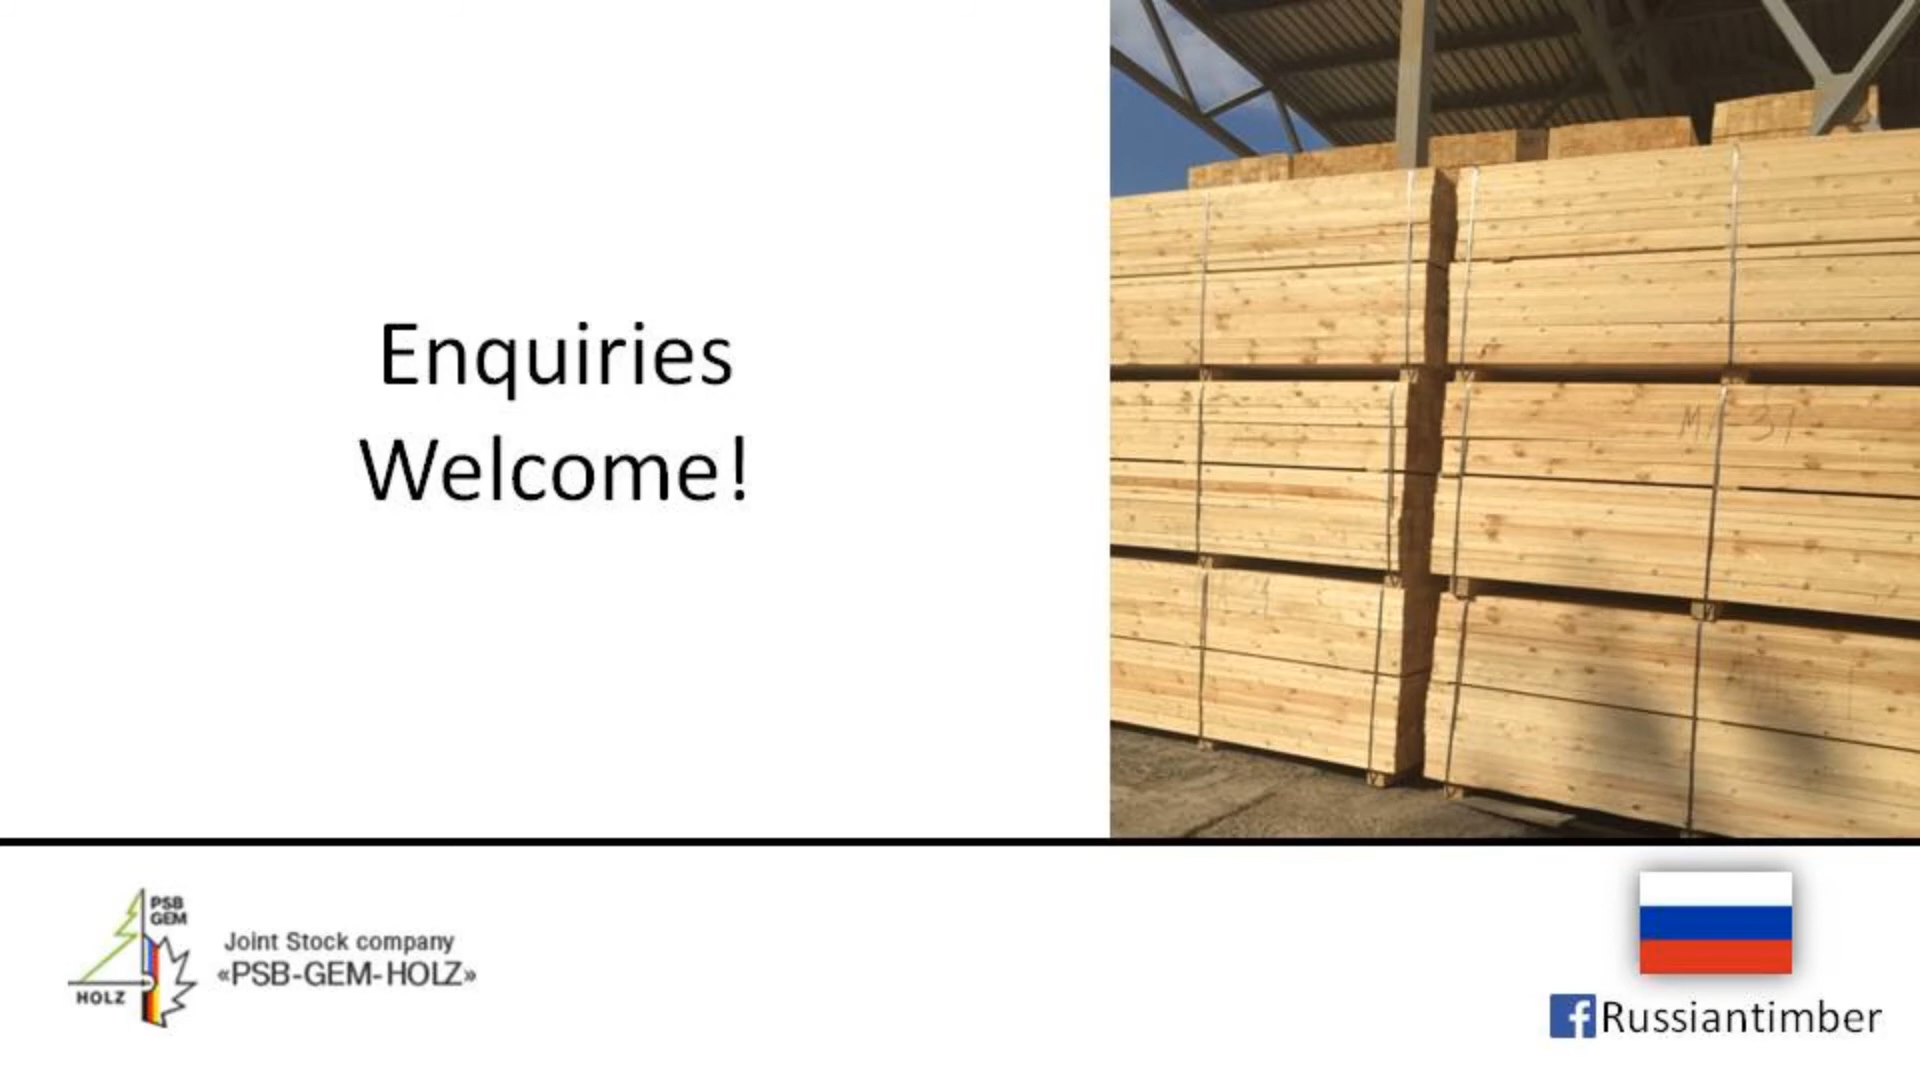 Enquiries
Welcome!
PSB
GEM
HOLZ
Joint Stock company
«PSB-GEM-HOLZ»
Russiantimber